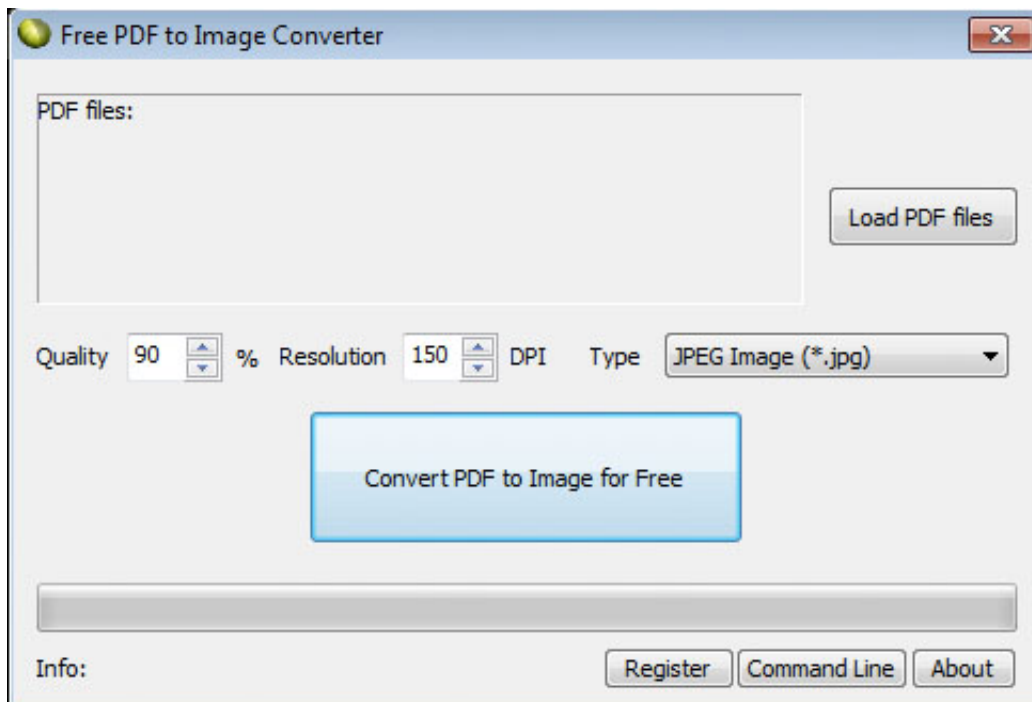 Free PDF to Image Converter
PDF files:
Load PDF files
Quality 90 % Resolution 150 DPI Type JPEG Image (*.jpg)
Convert PDF to Image for Free
Info: Register Command Line About